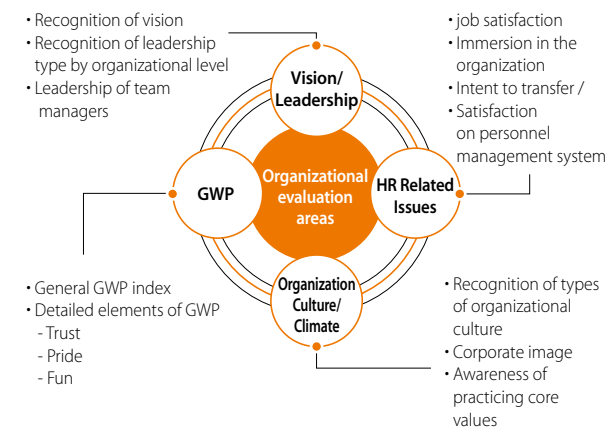 • Recognition of vision
• Recognition of leadership
type by organizational level
• Leadership of team
managers
Vision/
Leadership
• job satisfaction
• Immersion in the
organization
• Intent to transfer /
• Satisfaction
on personnel
management system
GWP
Organizational
evaluation
areas
HR Related
Issues
• General GWP index
• Detailed elements of GWP
- Trust
- Pride
- Fun
Organization
Culture/
Climate
• Recognition of types
of organizational
culture
• Corporate image
• Awareness of
practicing core
values